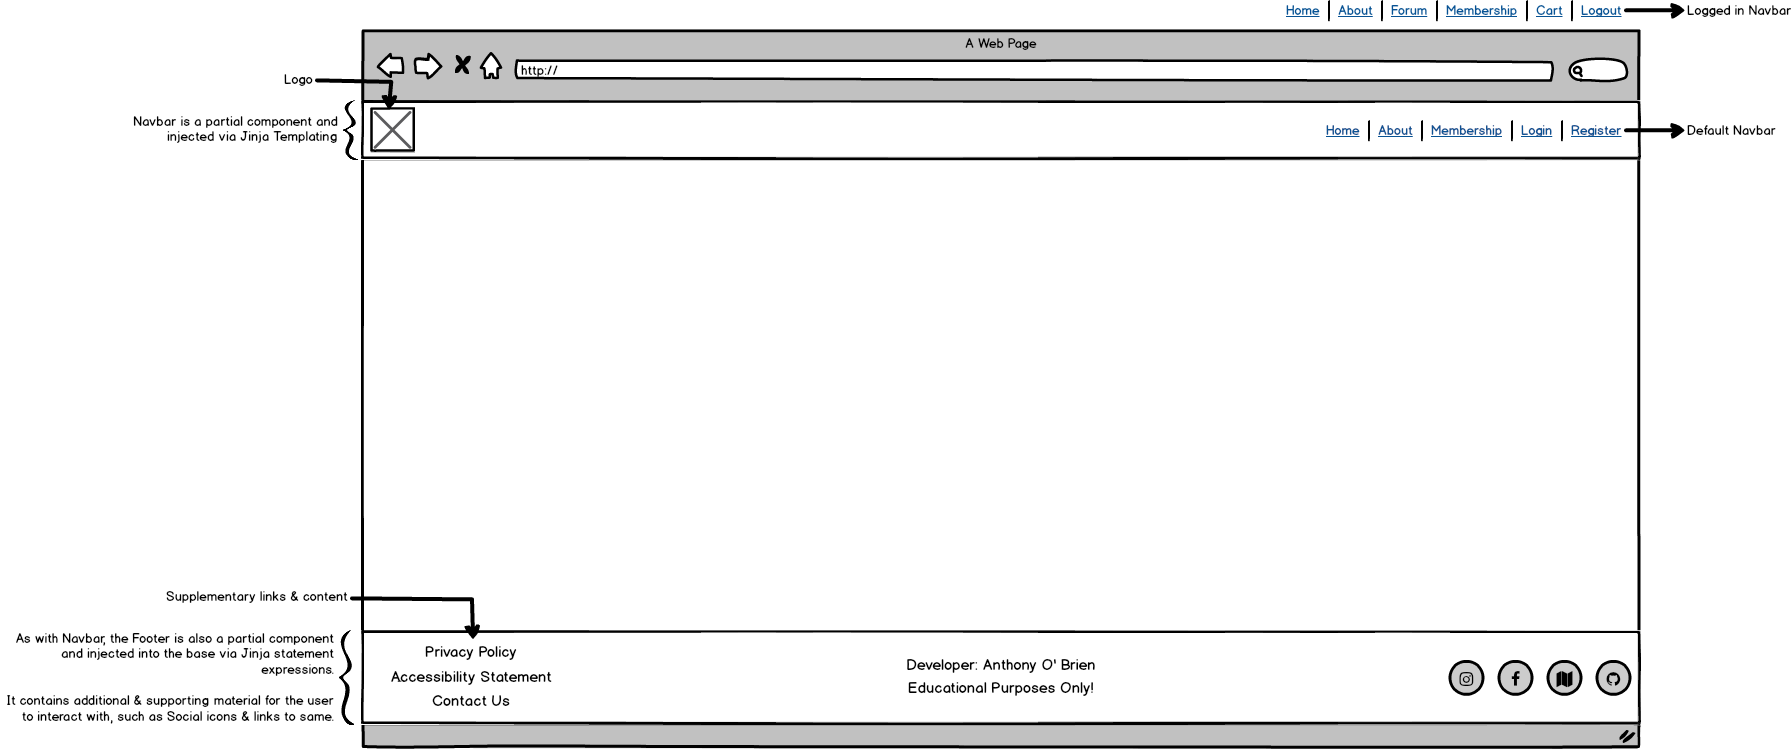 Home About Forum Membership Cart Logout Logged in Navbar
A Web Page
http://
Logo
Navbar is a partial component and
injected via Jinja Templating
Home About Membership Login Register Default Navbar
Supplementary links & content
As with Navbar, the Footer is also a partial component
and injected into the base via Jinja statement
expressions.
It contains additional & supporting material for the user
to interact with, such as Social icons & links to same.
Privacy Policy
Accessibility Statement
Contact Us
Developer: Anthony O' Brien
Educational Purposes Only!